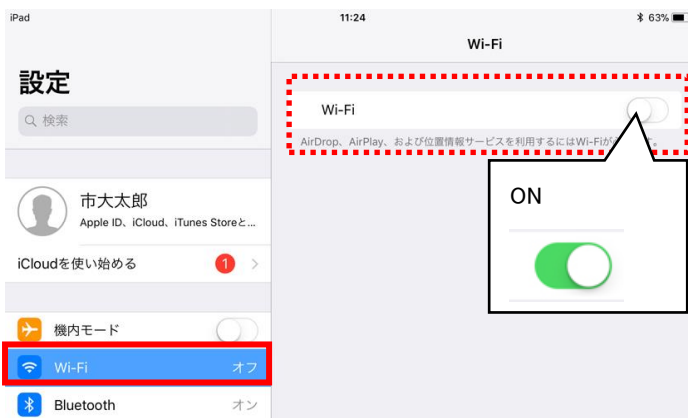 iPad
11:24
63%
設定
検索
市大太郎
Apple ID、iCloud、iTunes Storeと...
iCloudを使い始める
1
機内モード
Wi-Fi
オフ
Bluetooth
オン
Wi-Fi
Wi-Fi
AirDrop、AirPlay、および位置情報サービスを利用するにはWi-Fiが
す。
ON